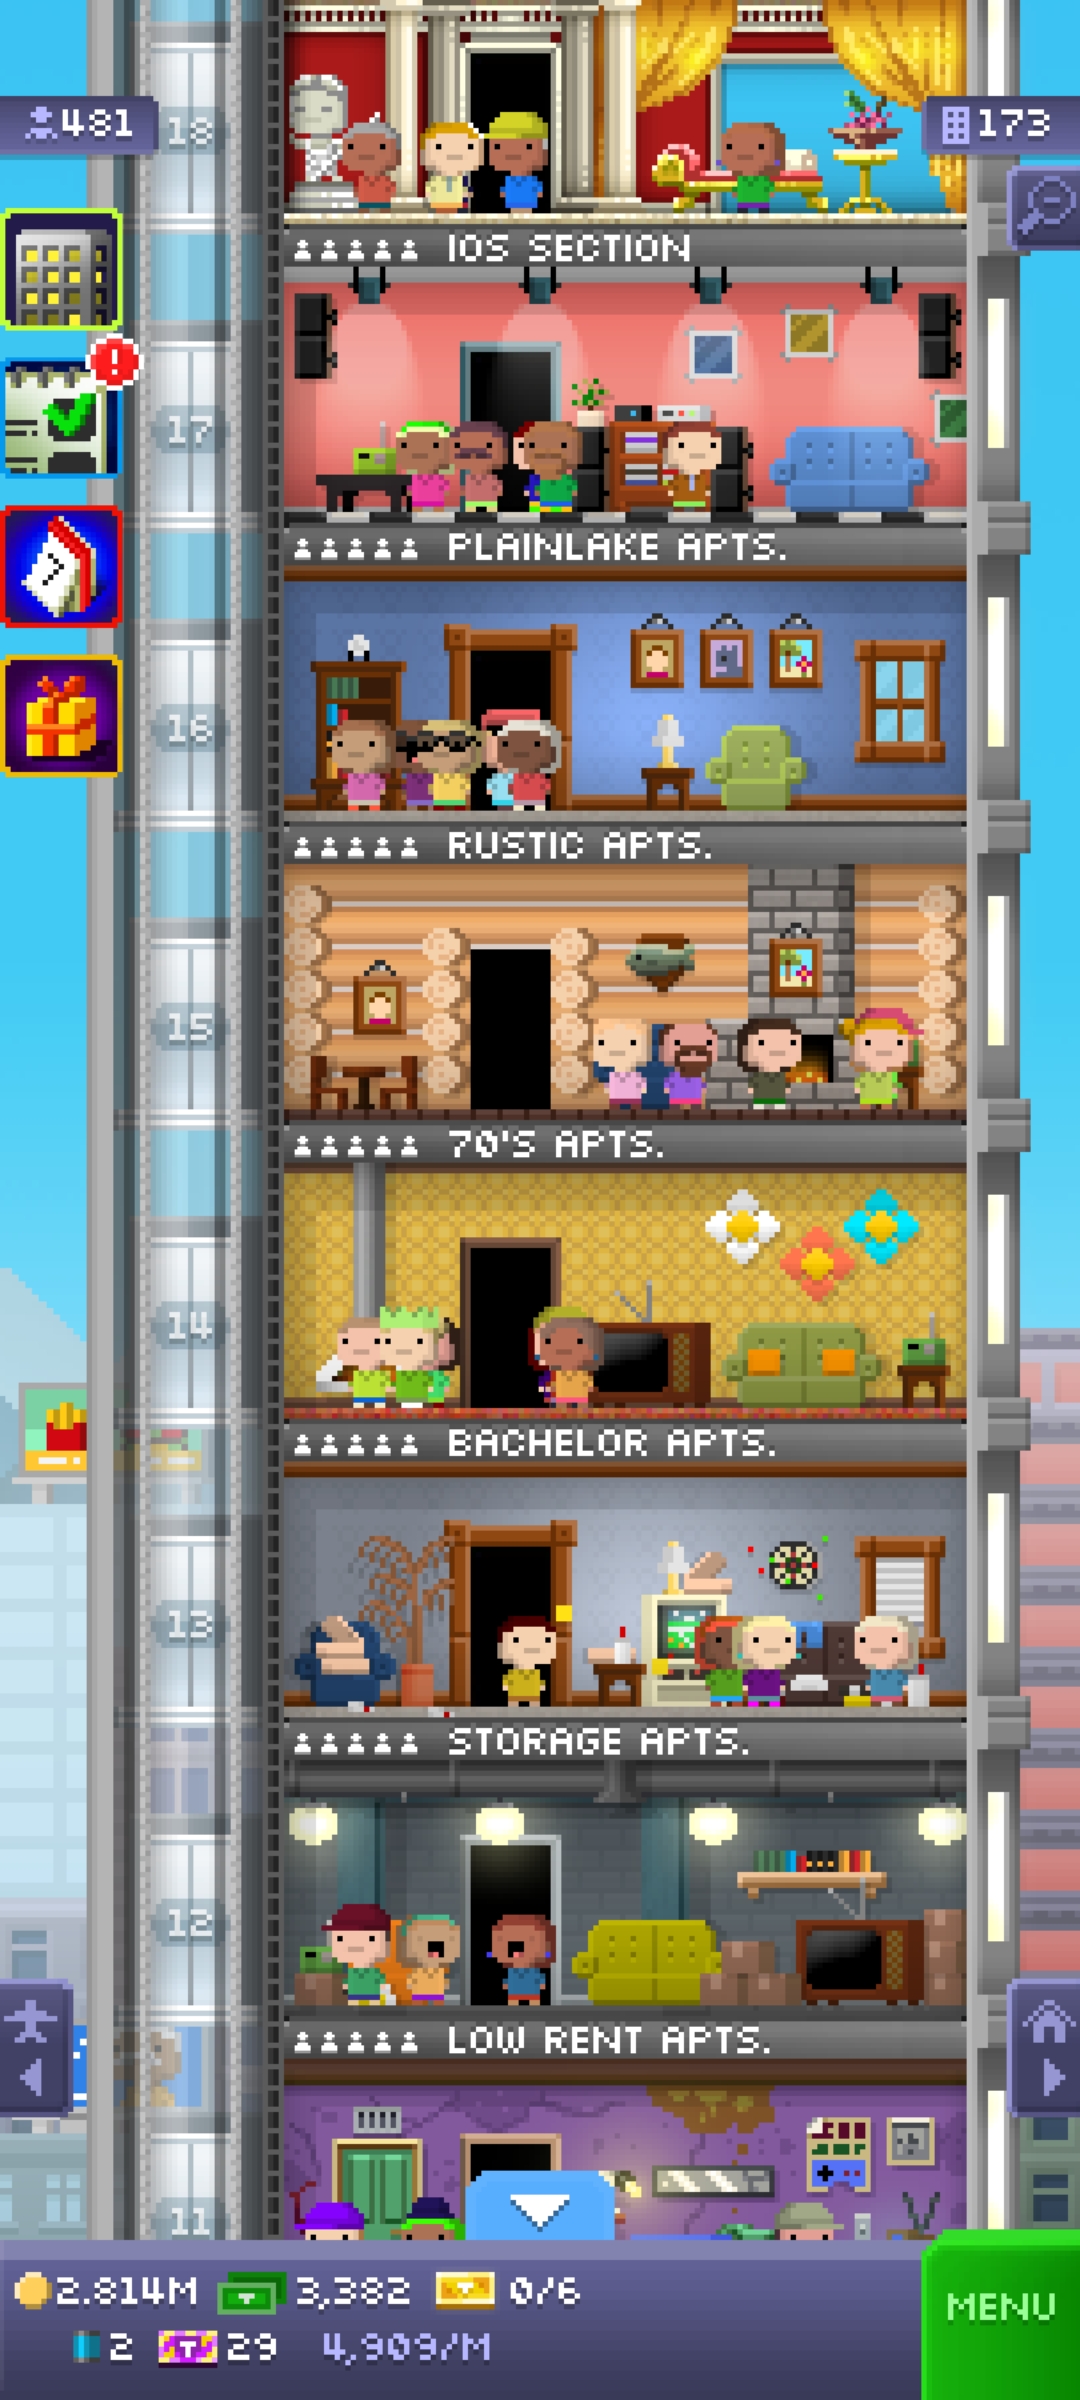 481
18
173
IOS SECTION
17
PLAINLAKE APTS.
7
16
RUSTIC APTS.
15
70'S APTS.
14
BACHELOR APTS.
13
STORAGE APTS.
12
LOW RENT APTS.
11
2.814M 3,382 0/6
MENU
2 29 4,909/M